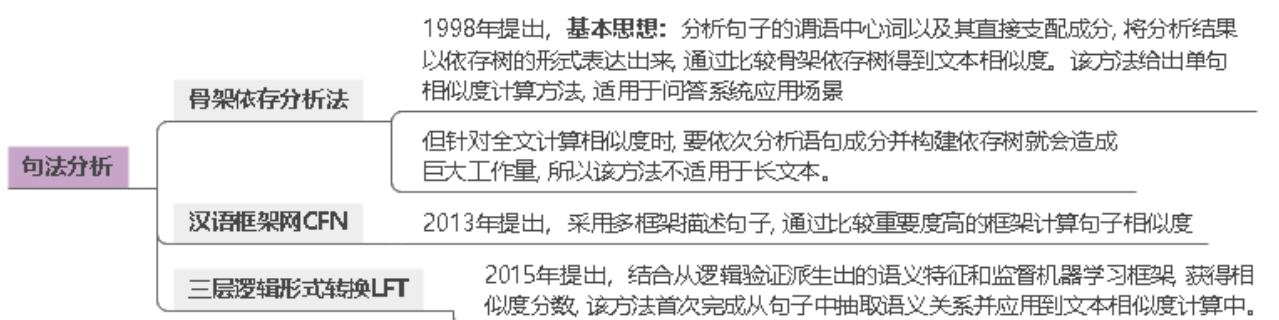 句法分析
骨架依存分析法
1998年提出，基本思想：分析句子的谓语中心词以及其直接支配成分, 将分析结果
以依存树的形式表达出来, 通过比较骨架依存树得到文本相似度。该方法给出单句
相似度计算方法, 适用于问答系统应用场景
但针对全文计算相似度时, 要依次分析语句成分并构建依存树就会造成
巨大工作量, 所以该方法不适用于长文本。
汉语框架网CFN
2013年提出，采用多框架描述句子, 通过比较重要度高的框架计算句子相似度
三层逻辑形式转换LFT
2015年提出，结合从逻辑验证派生出的语义特征和监督机器学习框架, 获得相
似度分数, 该方法首次完成从句子中抽取语义关系并应用到文本相似度计算中。